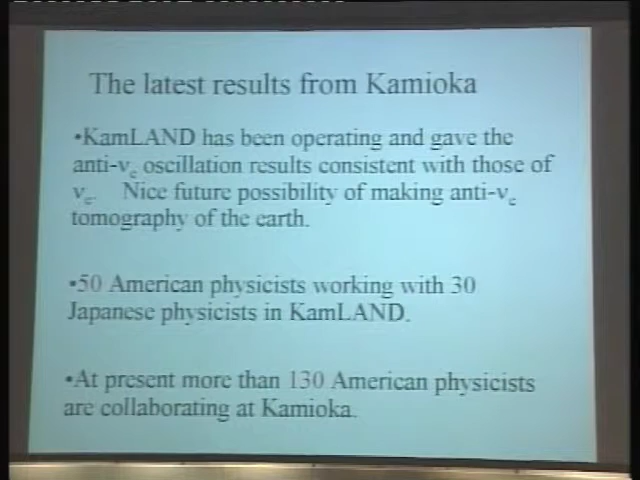 The latest results from Kamioka
•KamLAND has been operating and gave the
anti-νe oscillation results consistent with those of
νe. Nice future possibility of making anti-νe
tomography of the earth.
•50 American physicists working with 30
Japanese physicists in KamLAND.
•At present more than 130 American physicists
are collaborating at Kamioka.